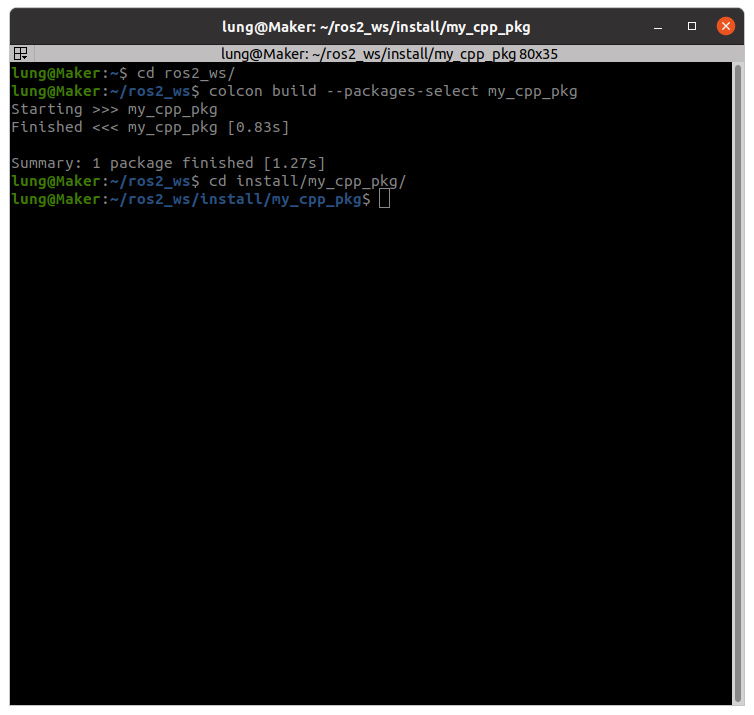 lung@Maker: ~/ros2_ws/install/my_cpp_pkg
lung@Maker: ~/ros2_ws/install/my_cpp_pkg 80x35
lung@Maker:~$ cd ros2_ws/
lung@Maker:~/ros2_ws$ colcon build --packages-select my_cpp_pkg
Starting >>> my_cpp_pkg
Finished <<< my_cpp_pkg [0.83s]
Summary: 1 package finished [1.27s]
lung@Maker:~/ros2_ws$ cd install/my_cpp_pkg/
lung@Maker:~/ros2_ws/install/my_cpp_pkg$